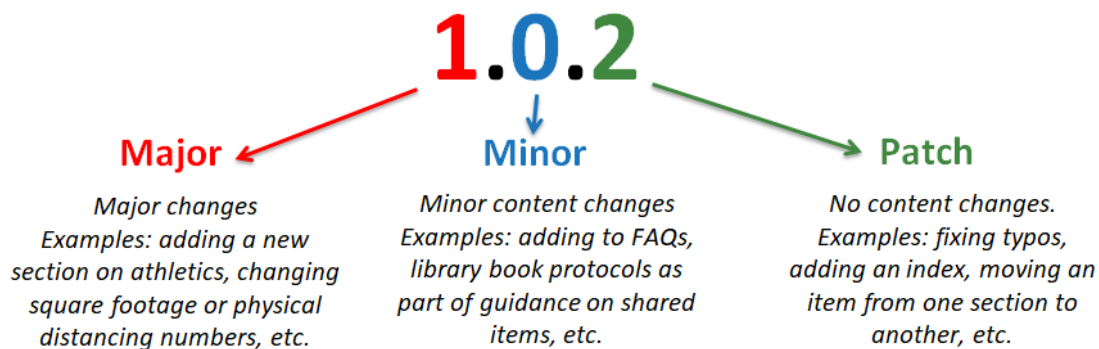 1.0.2
Major
Major changes
Examples: adding a new
section on athletics, changing
square footage or physical
distancing numbers, etc.
Minor
Minor content changes
Examples: adding to FAQs,
library book protocols as
part of guidance on shared
items, etc.
Patch
No content changes.
Examples: fixing typos,
adding an index, moving an
item from one section to
another, etc.